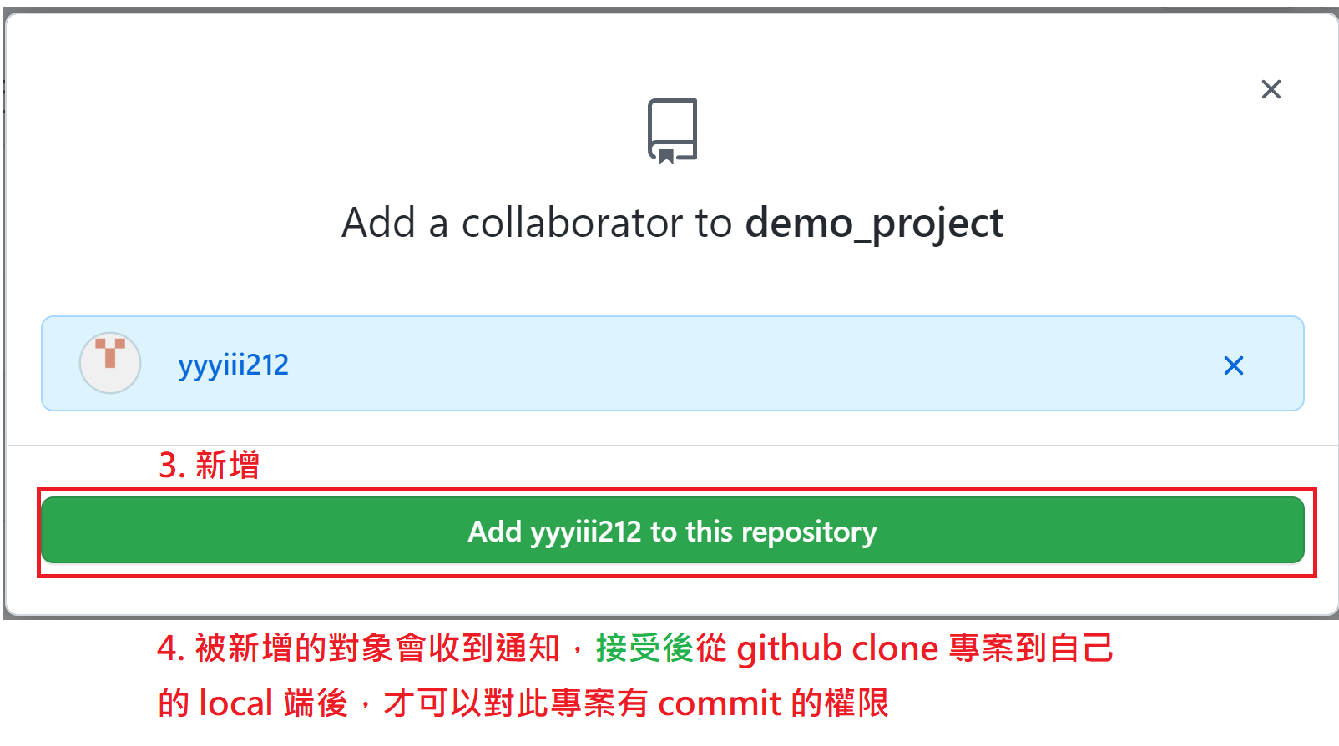 Add a collaborator to demo_project
yyyiii212
3. 新增
Add yyyiii212 to this repository
4. 被新增的對象會收到通知，接受後從 github clone 專案到自己
的 local 端後，才可以對此專案有 commit 的權限